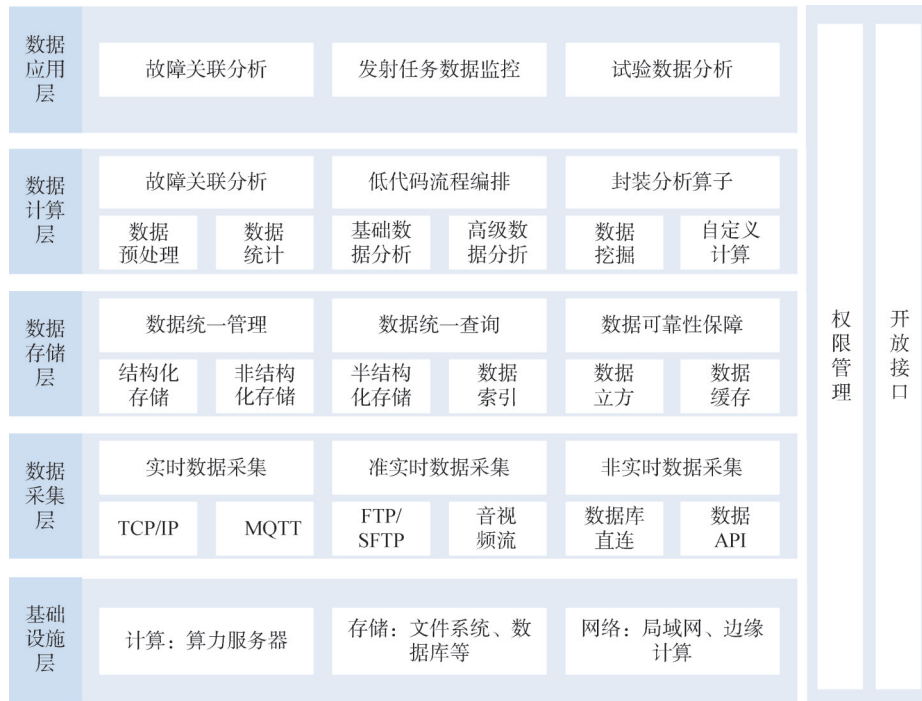 数据
应用
层
故障关联分析
发射任务数据监控
试验数据分析
数据
计算
层
故障关联分析
低代码流程编排
封装分析算子
数据
预处理
数据
统计
基础数
据分析
高级数
据分折
数据
挖掘
自定义
计算
数据
存储
层
数据统一管理
数据统一查询
数据可靠性保障
结构化
存储
非结构
化存储
半结构
化存储
数据
索引
数据
立方
数据
缓存
数据
采集
层
实时数据采集
准实时数据采集
非实时数据采集
TCP/IP
MQTT
FTP/
SFTP
音视
频流
数据库
直连
数据
API
基础
设施
层
计算：算力服务器
存储：文件系统、数
据库等
网络：局域网、边缘
计算
权限管理
开放接口